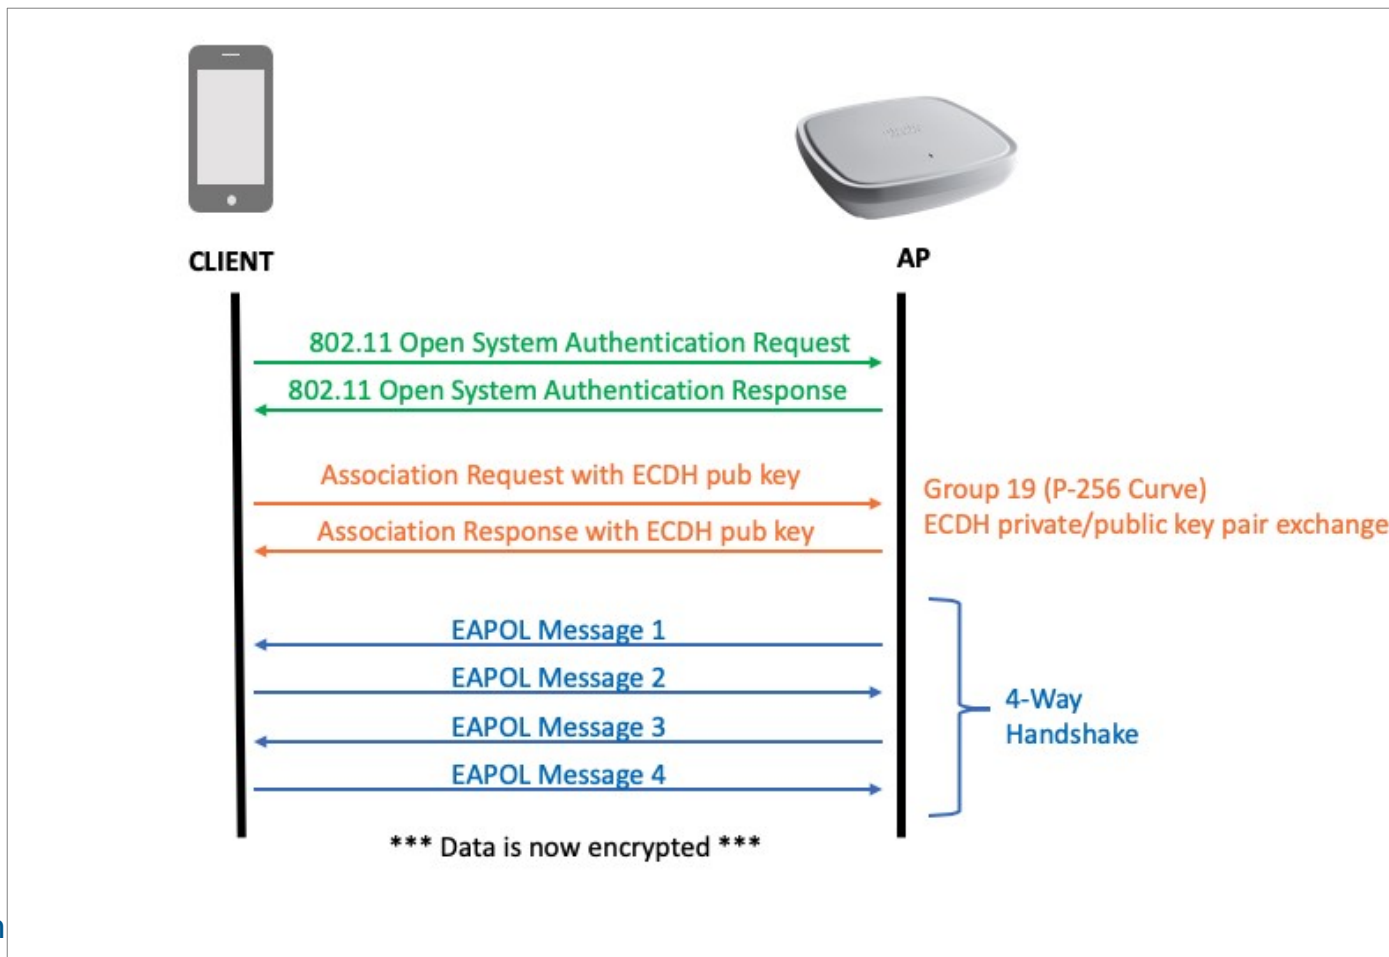 CLIENT
AP
802.11 Open System Authentication Request
802.11 Open System Authentication Response
Association Request with ECDH pub key
Association Response with ECDH pub key
Group 19 (P-256 Curve)
ECDH private/public key pair exchange
EAPOL Message 1
EAPOL Message 2
EAPOL Message 3
EAPOL Message 4
4-Way
Handshake
*** Data is now encrypted ***